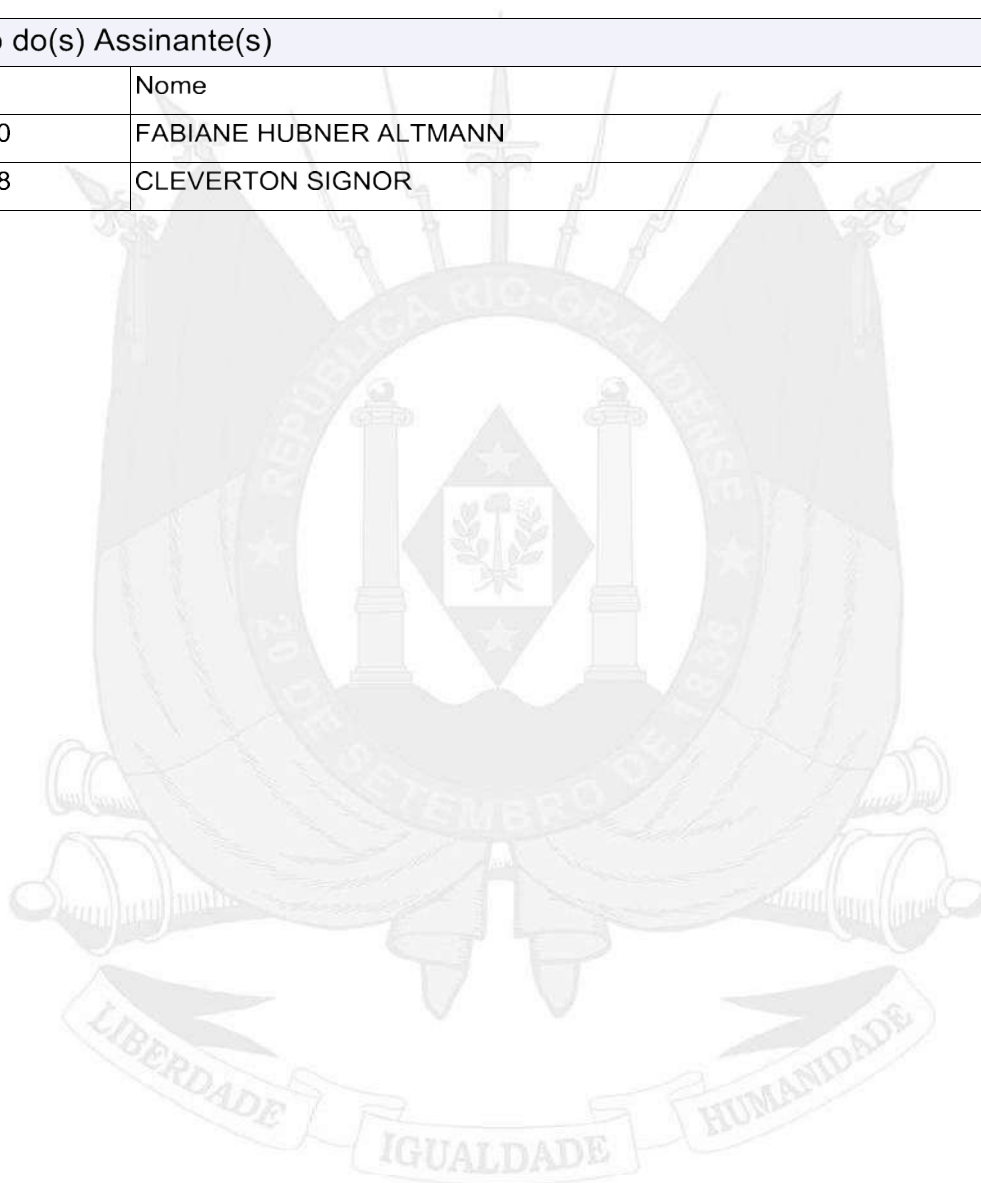 o do(s) Assinante(s)
Nome
0 FABIANE HUBNER ALTMANN
8 CLEVERTON SIGNOR
REPÚBLICA RIO-GRANDENSE
20 DE SETEMBRO DE 1835
LIBERDADE
IGUALDADE
HUMANIDADE